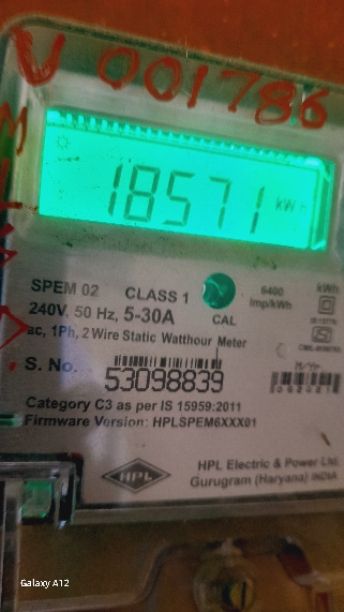 U 001786
18571 kWh
SPEM 02 CLASS 1 6400 imp/kWh kWh
240V, 50 Hz, 5-30A CAL
ac, 1Ph, 2 Wire Static Watthour Meter
S. No. 53098839 M/Yr.
Category C3 as per IS 15959:2011
Firmware Version: HPLSPEM6XXX01
HPL
HPL Electric & Power Ltd.
Gurugram (Haryana) INDIA
Galaxy A12